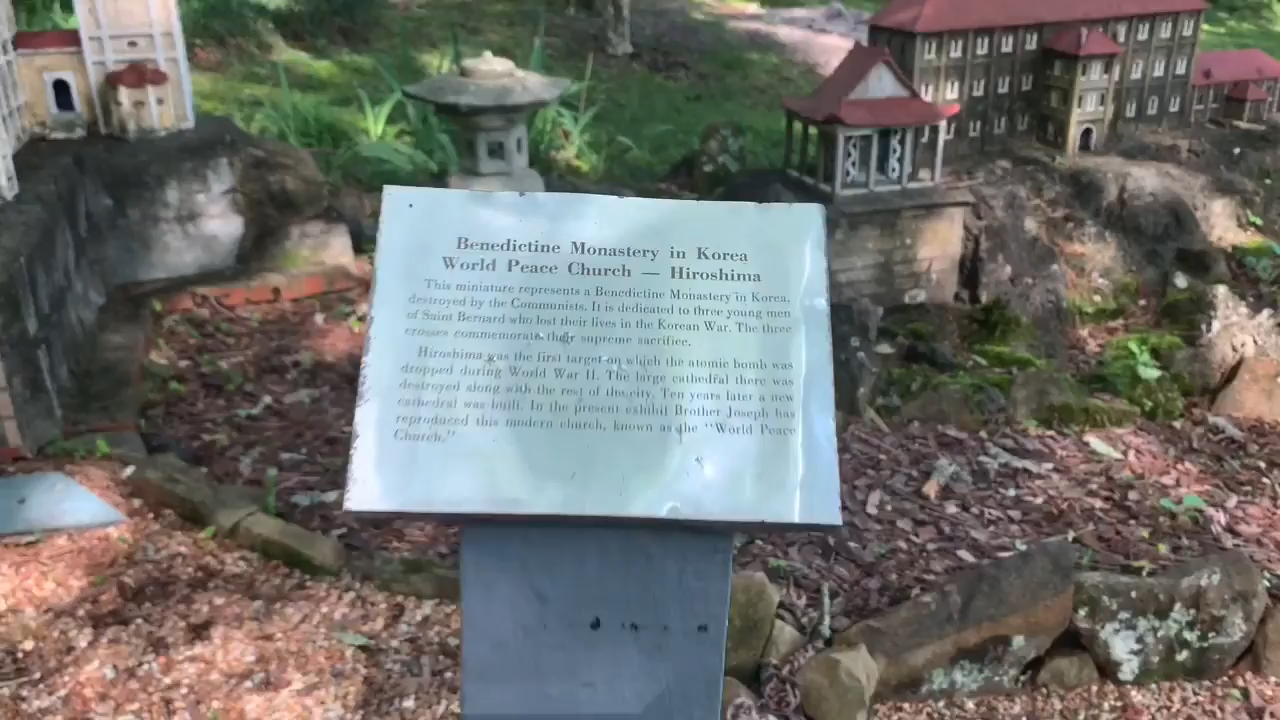 Benedictine Monastery in Korea
World Peace Church — Hiroshima
This miniature represents a Benedictine Monastery in Korea,
destroyed by the Communists. It is dedicated to three young men
of Saint Bernard who lost their lives in the Korean War. The three
crosses commemorate their supreme sacrifice.
Hiroshima was the first target on which the atomic bomb was
dropped during World War II. The large cathedral there was
destroyed along with the rest of the city. Ten years later a new
cathedral was built. In the present exhibit Brother Joseph has
reproduced this modern church, known as the "World Peace
Church."